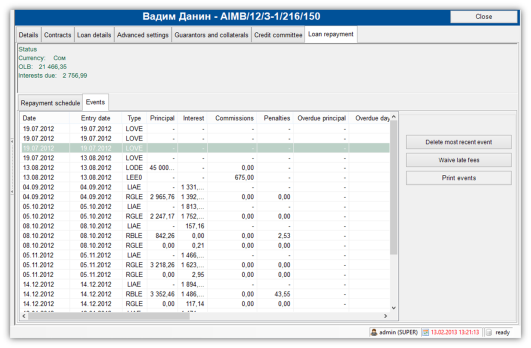 Вадим Данин - AIMB/12/З-1/216/150
Close
Details Contracts Loan details Advanced settings Guarantors and collaterals Credit committee Loan repayment
Status
Currency: Сом
OLB: 21 466,35
Interests due: 2 756,99
Repayment schedule Events
Date Entry date Type Principal Interest Commissions Penalties Overdue principal Overdue day
19.07.2012 19.07.2012 LOVE - - - - -
19.07.2012 19.07.2012 LOVE - - - - -
19.07.2012 19.07.2012 LOVE - - - - -
19.07.2012 13.08.2012 LOVE - - - - -
13.08.2012 13.08.2012 LODE 45 000... - 0,00 - -
13.08.2012 13.08.2012 LEE0 - - 675,00 - -
04.09.2012 04.09.2012 LIAE - 1 331,... - - -
04.09.2012 04.09.2012 RGLE 2 965,76 1 392,... 0,00 0,00 -
05.10.2012 05.10.2012 LIAE - 1 813,... - - -
05.10.2012 05.10.2012 RGLE 2 247,17 1 752,... 0,00 0,00 -
08.10.2012 08.10.2012 LIAE - 157,16 - - -
08.10.2012 08.10.2012 RBLE 842,26 0,00 0,00 2,53 -
08.10.2012 08.10.2012 RGLE 0,00 0,21 0,00 0,00 -
05.11.2012 05.11.2012 LIAE - 1 466,... - - -
05.11.2012 05.11.2012 RGLE 3 218,26 1 623,... 0,00 0,00 -
05.11.2012 05.11.2012 RGLE 0,00 2,95 0,00 0,00 -
14.12.2012 14.12.2012 LIAE - 1 894,... - - -
14.12.2012 14.12.2012 RBLE 3 352,46 1 486,... 0,00 43,55 -
14.12.2012 14.12.2012 RGLE 0,00 117,14 0,00 0,00 -
Delete most recent event
Waive late fees
Print events
admin (SUPER) 13.02.2013 13:21:13 ready